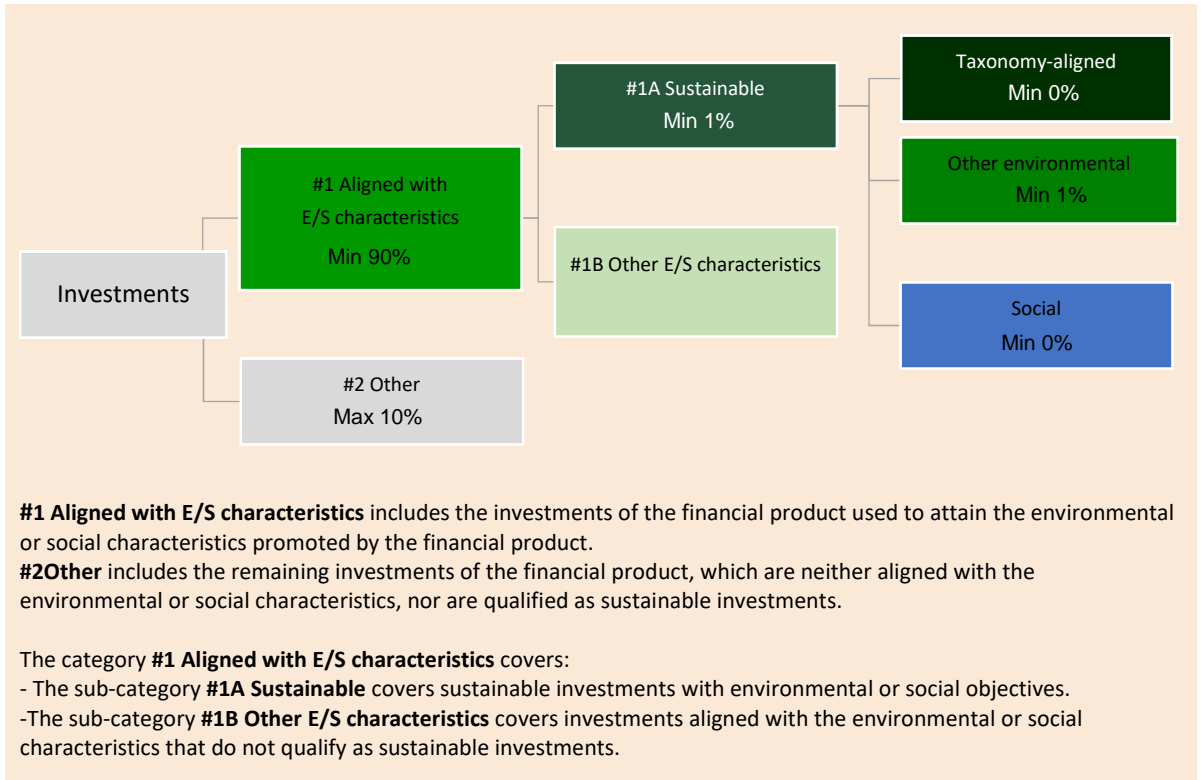 Taxonomy-aligned
Min 0%
#1A Sustainable
Min 1%
Other environmental
Min 1%
#1 Aligned with
E/S characteristics
Min 90%
#1B Other E/S characteristics
Investments
Social
Min 0%
#2 Other
Max 10%
#1 Aligned with E/S characteristics includes the investments of the financial product used to attain the environmental
or social characteristics promoted by the financial product.
#2Other includes the remaining investments of the financial product, which are neither aligned with the
environmental or social characteristics, nor are qualified as sustainable investments.
The category #1 Aligned with E/S characteristics covers:
- The sub-category #1A Sustainable covers sustainable investments with environmental or social objectives.
-The sub-category #1B Other E/S characteristics covers investments aligned with the environmental or social
characteristics that do not qualify as sustainable investments.